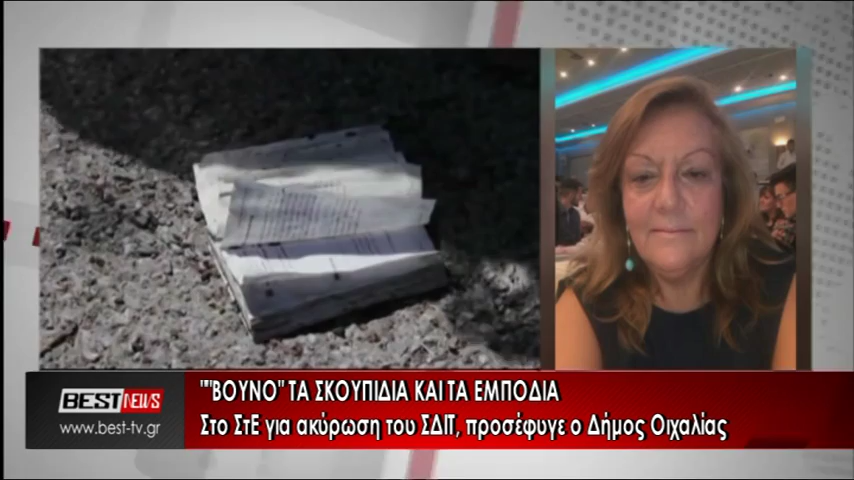 ""ΒΟΥΝΟ" ΤΑ ΣΚΟΥΠΙΔΙΑ ΚΑΙ ΤΑ ΕΜΠΟΔΙΑ
BEST NEWS
www.best-tv.gr
Στο ΣτΕ για ακύρωση του ΣΔΙΤ, προσέφυγε ο Δήμος Οιχαλίας